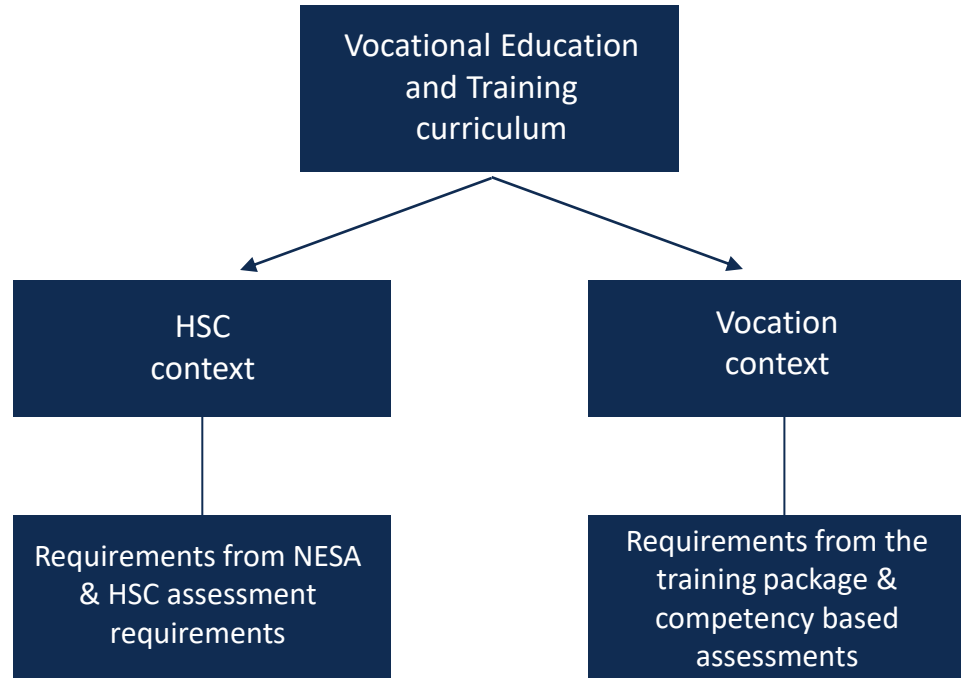 Vocational Education
and Training
curriculum
HSC
context
Vocation
context
Requirements from NESA
& HSC assessment
requirements
Requirements from the
training package &
competency based
assessments